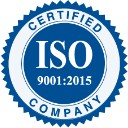 CERTIFIED
ISO
9001:2015
COMPANY